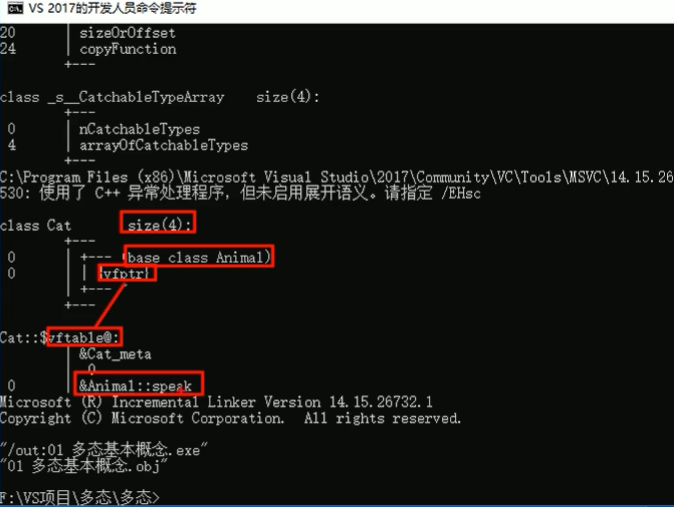 VS 2017的开发人员命令提示符
20 | sizeOrOffset
24 | copyFunction
+---
class _s__CatchableTypeArray size(4):
+---
0 | nCatchableTypes
4 | arrayOfCatchableTypes
+---
C:\Program Files (x86)\Microsoft Visual Studio\2017\Community\VC\Tools\MSVC\14.15.26
530: 使用了 C++ 异常处理程序，但未启用展开语义。请指定 /EHsc
class Cat size(4):
+---
0 | +--- (base class Animal)
0 | | {vfptr}
| +---
+---
Cat::$vftable@:
| &Cat_meta
| 0
0 | &Animal::speak
Microsoft (R) Incremental Linker Version 14.15.26732.1
Copyright (C) Microsoft Corporation. All rights reserved.
"/out:01 多态基本概念.exe"
"01 多态基本概念.obj"
F:\VS项目\多态\多态>